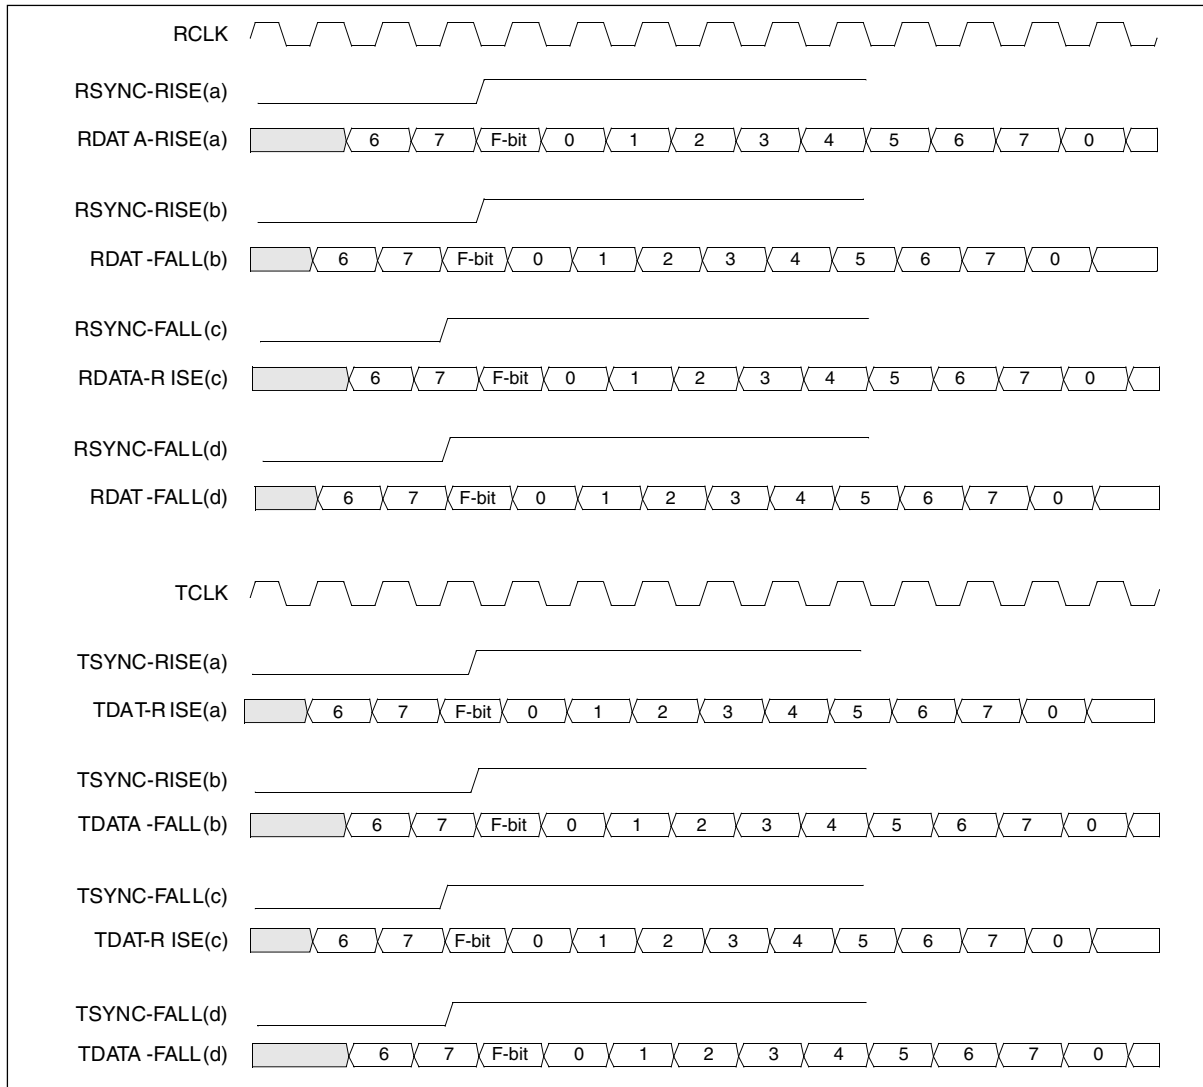 RCLK
RSYNC-RISE(a)
RDAT A-RISE(a) 6 7 F-bit 0 1 2 3 4 5 6 7 0
RSYNC-RISE(b)
RDAT -FALL(b) 6 7 F-bit 0 1 2 3 4 5 6 7 0
RSYNC-FALL(c)
RDATA-R ISE(c) 6 7 F-bit 0 1 2 3 4 5 6 7 0
RSYNC-FALL(d)
RDAT -FALL(d) 6 7 F-bit 0 1 2 3 4 5 6 7 0
TCLK
TSYNC-RISE(a)
TDAT-R ISE(a) 6 7 F-bit 0 1 2 3 4 5 6 7 0
TSYNC-RISE(b)
TDATA -FALL(b) 6 7 F-bit 0 1 2 3 4 5 6 7 0
TSYNC-FALL(c)
TDAT-R ISE(c) 6 7 F-bit 0 1 2 3 4 5 6 7 0
TSYNC-FALL(d)
TDATA -FALL(d) 6 7 F-bit 0 1 2 3 4 5 6 7 0